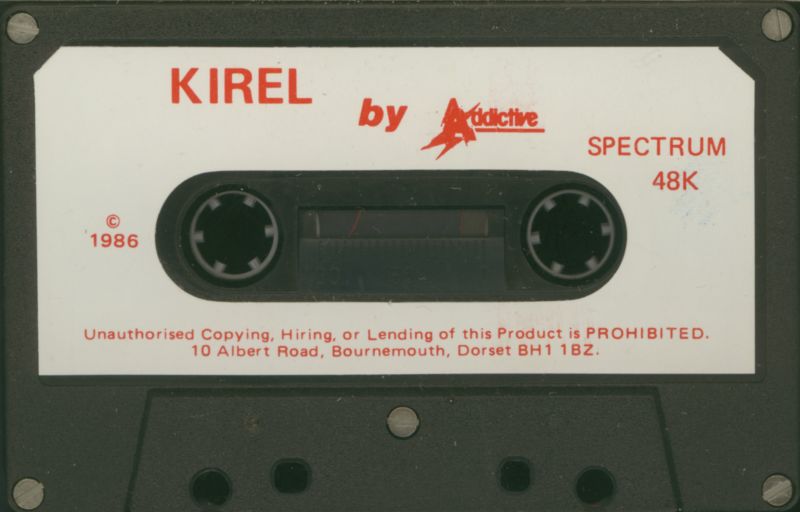 KIREL
by Addictive
SPECTRUM
48K
©
1986
Unauthorised Copying, Hiring, or Lending of this Product is PROHIBITED.
10 Albert Road, Bournemouth, Dorset BH1 1BZ.